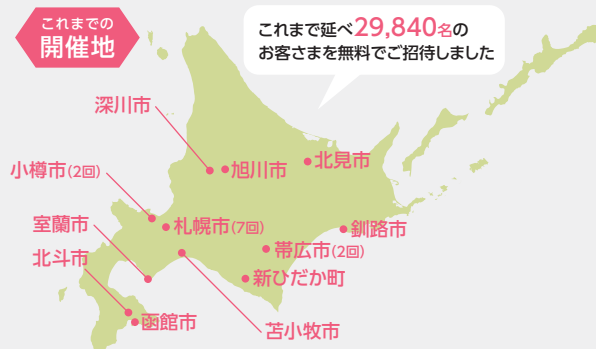 これまでの
開催地
これまで延べ29,840名の
お客さまを無料でご招待しました
深川市
小樽市(2回)
旭川市
北見市
室蘭市
札幌市(7回)
釧路市
北斗市
帯広市(2回)
新ひだか町
函館市
苫小牧市